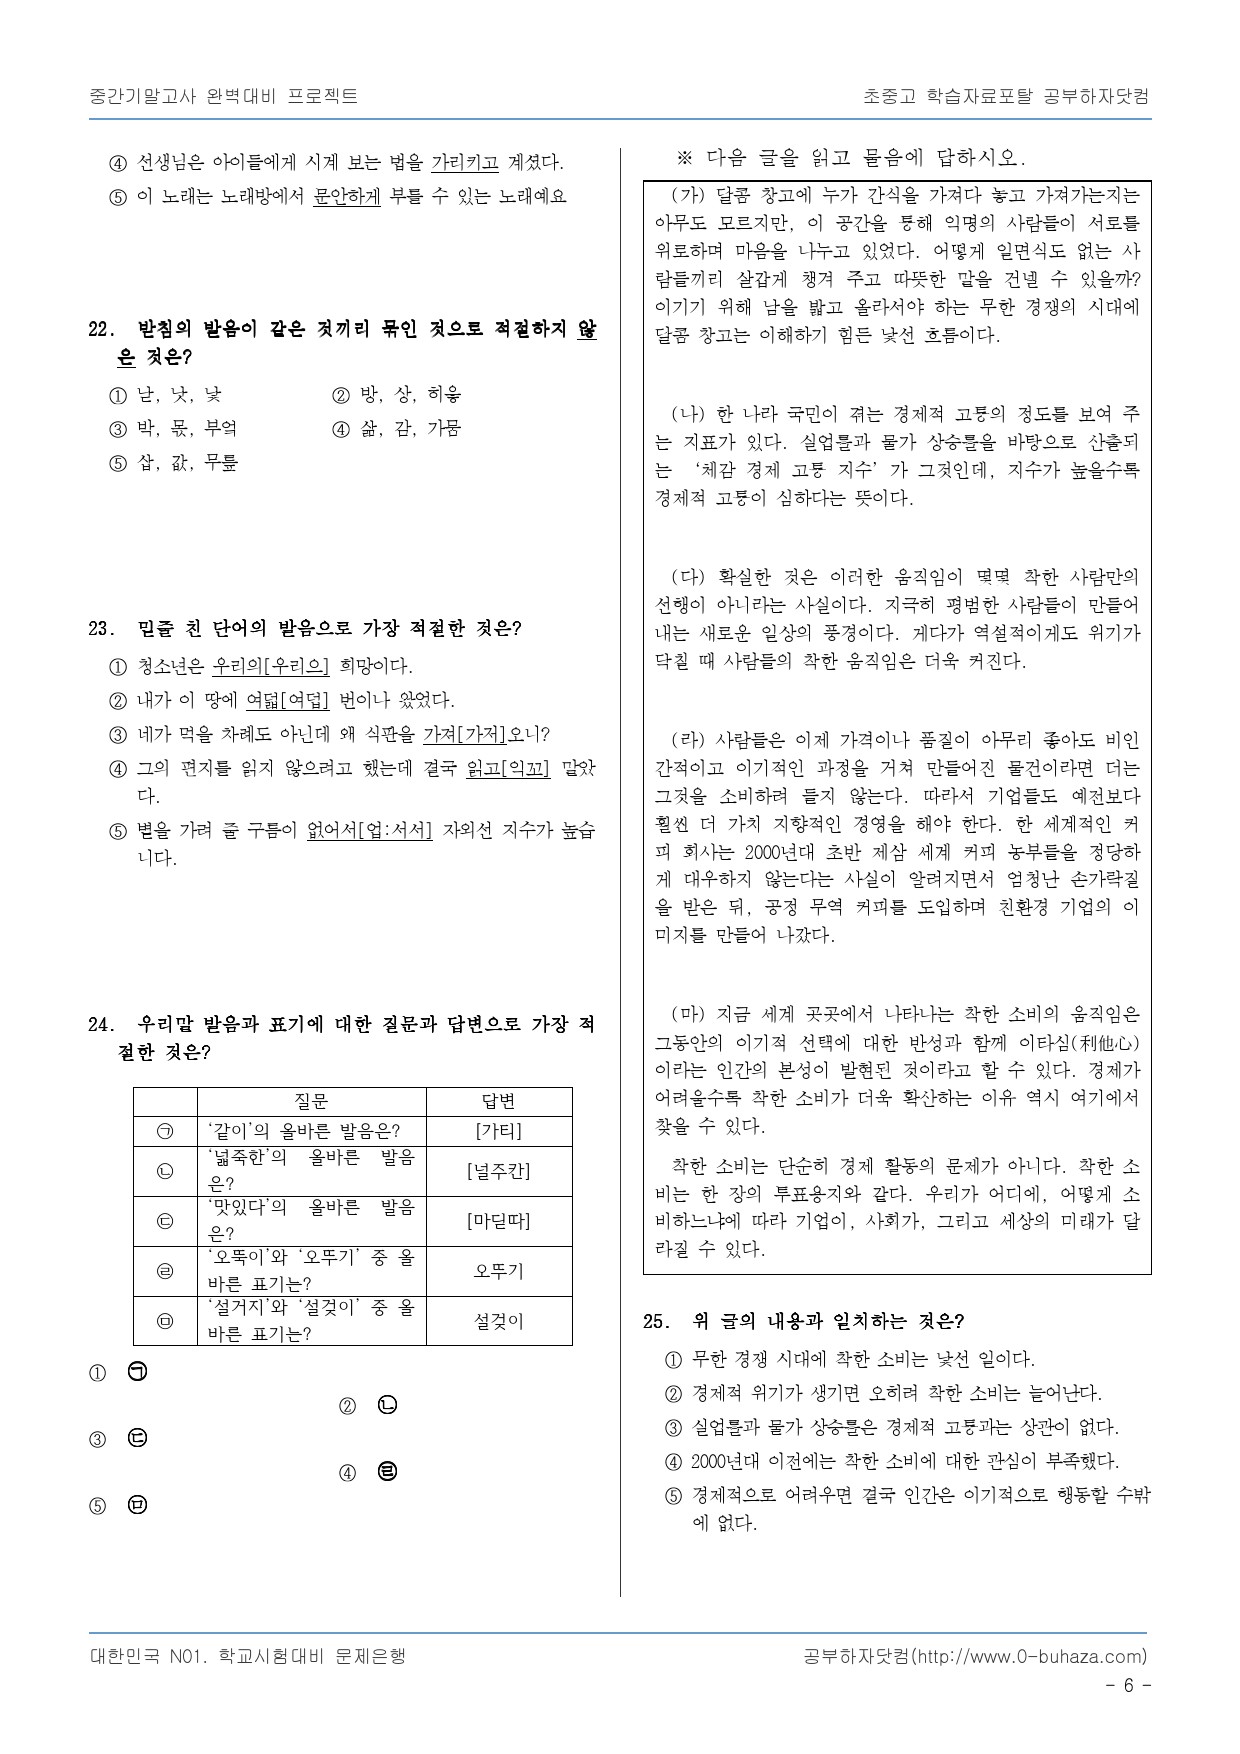 중간기말고사 완벽대비 프로젝트
초중고 학습자료포탈 공부하자닷컴
④ 선생님은 아이들에게 시계 보는 법을 가리키고 계셨다.
⑤ 이 노래는 노래방에서 문안하게 부를 수 있는 노래예요
22. 받침의 발음이 같은 것끼리 묶인 것으로 적절하지 않
은 것은?
① 낟, 낫, 낯
② 방, 상, 히읗
③ 박, 몫, 부엌
④ 삶, 감, 가뭄
⑤ 삽, 값, 무릎
23. 밑줄 친 단어의 발음으로 가장 적절한 것은?
① 청소년은 우리의[우리으] 희망이다.
② 내가 이 땅에 여덟[여덥] 번이나 왔었다.
③ 네가 먹을 차례도 아닌데 왜 식판을 가져[가저]오니?
④ 그의 편지를 읽지 않으려고 했는데 결국 읽고[익꼬] 말았
다.
⑤ 볕을 가려 줄 구름이 없어서[업:서서] 자외선 지수가 높습
니다.
24. 우리말 발음과 표기에 대한 질문과 답변으로 가장 적
절한 것은?
질문 답변
㉠ ‘같이’의 올바른 발음은? [가티]
㉡ ‘넓죽한’의 올바른 발음
은? [널주칸]
㉢ ‘맛있다’의 올바른 발음
은? [마딛따]
㉣ ‘오뚝이’와 ‘오뚜기’ 중 올
바른 표기는? 오뚜기
㉤ ‘설거지’와 ‘설겆이’ 중 올
바른 표기는? 설겆이
① ㉠
② ㉡
③ ㉢
④ ㉣
⑤ ㉤
※ 다음 글을 읽고 물음에 답하시오.
(가) 달콤 창고에 누가 간식을 가져다 놓고 가져가는지는
아무도 모르지만, 이 공간을 통해 익명의 사람들이 서로를
위로하며 마음을 나누고 있었다. 어떻게 일면식도 없는 사
람들끼리 살갑게 챙겨 주고 따뜻한 말을 건넬 수 있을까?
이기기 위해 남을 밟고 올라서야 하는 무한 경쟁의 시대에
달콤 창고는 이해하기 힘든 낯선 흐름이다.
(나) 한 나라 국민이 겪는 경제적 고통의 정도를 보여 주
는 지표가 있다. 실업률과 물가 상승률을 바탕으로 산출되
는 ‘체감 경제 고통 지수’가 그것인데, 지수가 높을수록
경제적 고통이 심하다는 뜻이다.
(다) 확실한 것은 이러한 움직임이 몇몇 착한 사람만의
선행이 아니라는 사실이다. 지극히 평범한 사람들이 만들어
내는 새로운 일상의 풍경이다. 게다가 역설적이게도 위기가
닥칠 때 사람들의 착한 움직임은 더욱 커진다.
(라) 사람들은 이제 가격이나 품질이 아무리 좋아도 비인
간적이고 이기적인 과정을 거쳐 만들어진 물건이라면 더는
그것을 소비하려 들지 않는다. 따라서 기업들도 예전보다
훨씬 더 가치 지향적인 경영을 해야 한다. 한 세계적인 커
피 회사는 2000년대 초반 제삼 세계 커피 농부들을 정당하
게 대우하지 않는다는 사실이 알려지면서 엄청난 손가락질
을 받은 뒤, 공정 무역 커피를 도입하며 친환경 기업의 이
미지를 만들어 나갔다.
(마) 지금 세계 곳곳에서 나타나는 착한 소비의 움직임은
그동안의 이기적 선택에 대한 반성과 함께 이타심(利他心)
이라는 인간의 본성이 발현된 것이라고 할 수 있다. 경제가
어려울수록 착한 소비가 더욱 확산하는 이유 역시 여기에서
찾을 수 있다.
착한 소비는 단순히 경제 활동의 문제가 아니다. 착한 소
비는 한 장의 투표용지와 같다. 우리가 어디에, 어떻게 소
비하느냐에 따라 기업이, 사회가, 그리고 세상의 미래가 달
라질 수 있다.
25. 위 글의 내용과 일치하는 것은?
① 무한 경쟁 시대에 착한 소비는 낯선 일이다.
② 경제적 위기가 생기면 오히려 착한 소비는 늘어난다.
③ 실업률과 물가 상승률은 경제적 고통과는 상관이 없다.
④ 2000년대 이전에는 착한 소비에 대한 관심이 부족했다.
⑤ 경제적으로 어려우면 결국 인간은 이기적으로 행동할 수밖
에 없다.
대한민국 N01. 학교시험대비 문제은행
공부하자닷컴(http://www.0-buhaza.com)
- 6 -